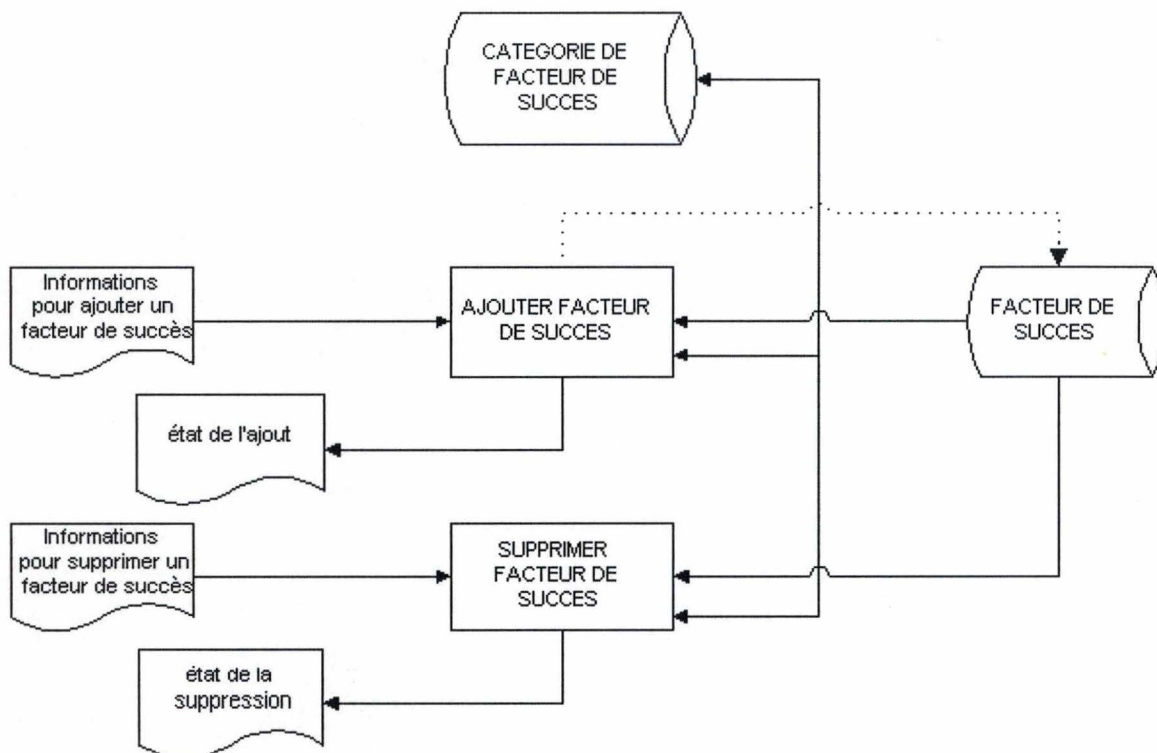 CATEGORIE DE
FACTEUR DE
SUCCES
Informations
pour ajouter un
facteur de succès
AJOUTER FACTEUR
DE SUCCES
FACTEUR DE
SUCCES
état de l'ajout
Informations
pour supprimer un
facteur de succès
SUPPRIMER
FACTEUR DE
SUCCES
état de la
suppression